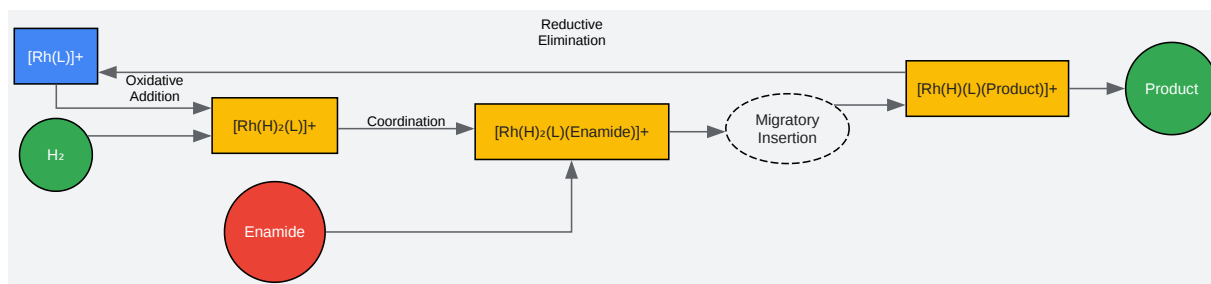 Reductive
Elimination
[Rh(L)]+
Oxidative
Addition
H₂
[Rh(H)₂(L)]+
Coordination
Enamide
[Rh(H)₂(L)(Enamide)]+
Migratory
Insertion
[Rh(H)(L)(Product)]+
Product